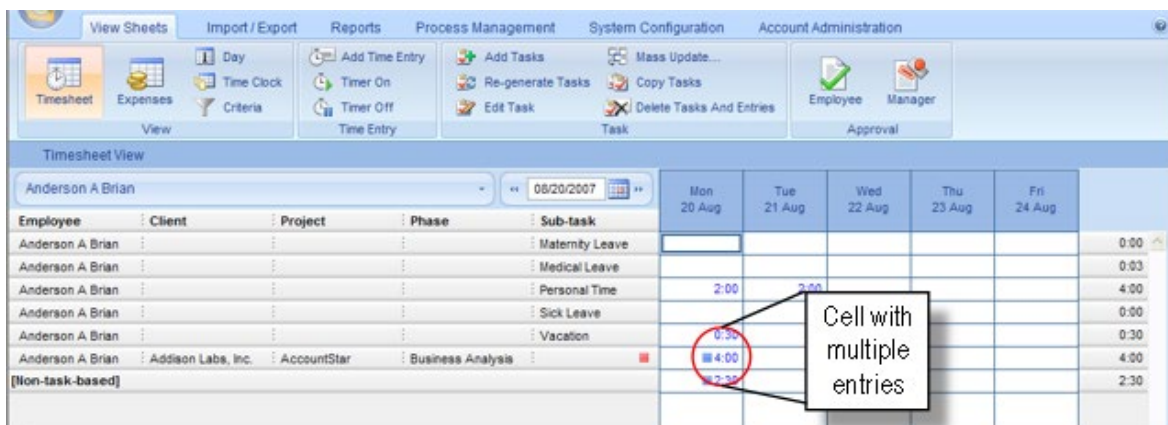 View Sheets Import / Export Reports Process Management System Configuration Account Administration
Day Add Time Entry Add Tasks Mass Update...
Time Clock Timer On Re-generate Tasks Copy Tasks
Timesheet Expenses Criteria Timer Off Edit Task Delete Tasks And Entries Employee Manager
View Time Entry Task Approval
Timesheet View
Anderson A Brian 08/20/2007 Mon Tue Wed Thu Fri
20 Aug 21 Aug 22 Aug 23 Aug 24 Aug
Employee Client Project Phase Sub-task
Anderson A Brian Maternity Leave 0:00
Anderson A Brian Medical Leave 0:03
Anderson A Brian Personal Time 2:00 2:00 4:00
Anderson A Brian Sick Leave 0:00
Anderson A Brian Vacation 0:30 0:30
Anderson A Brian Addison Labs, Inc. AccountStar Business Analysis 4:00 4:00
[Non-task-based] 2:30 2:30
Cell with
multiple
entries